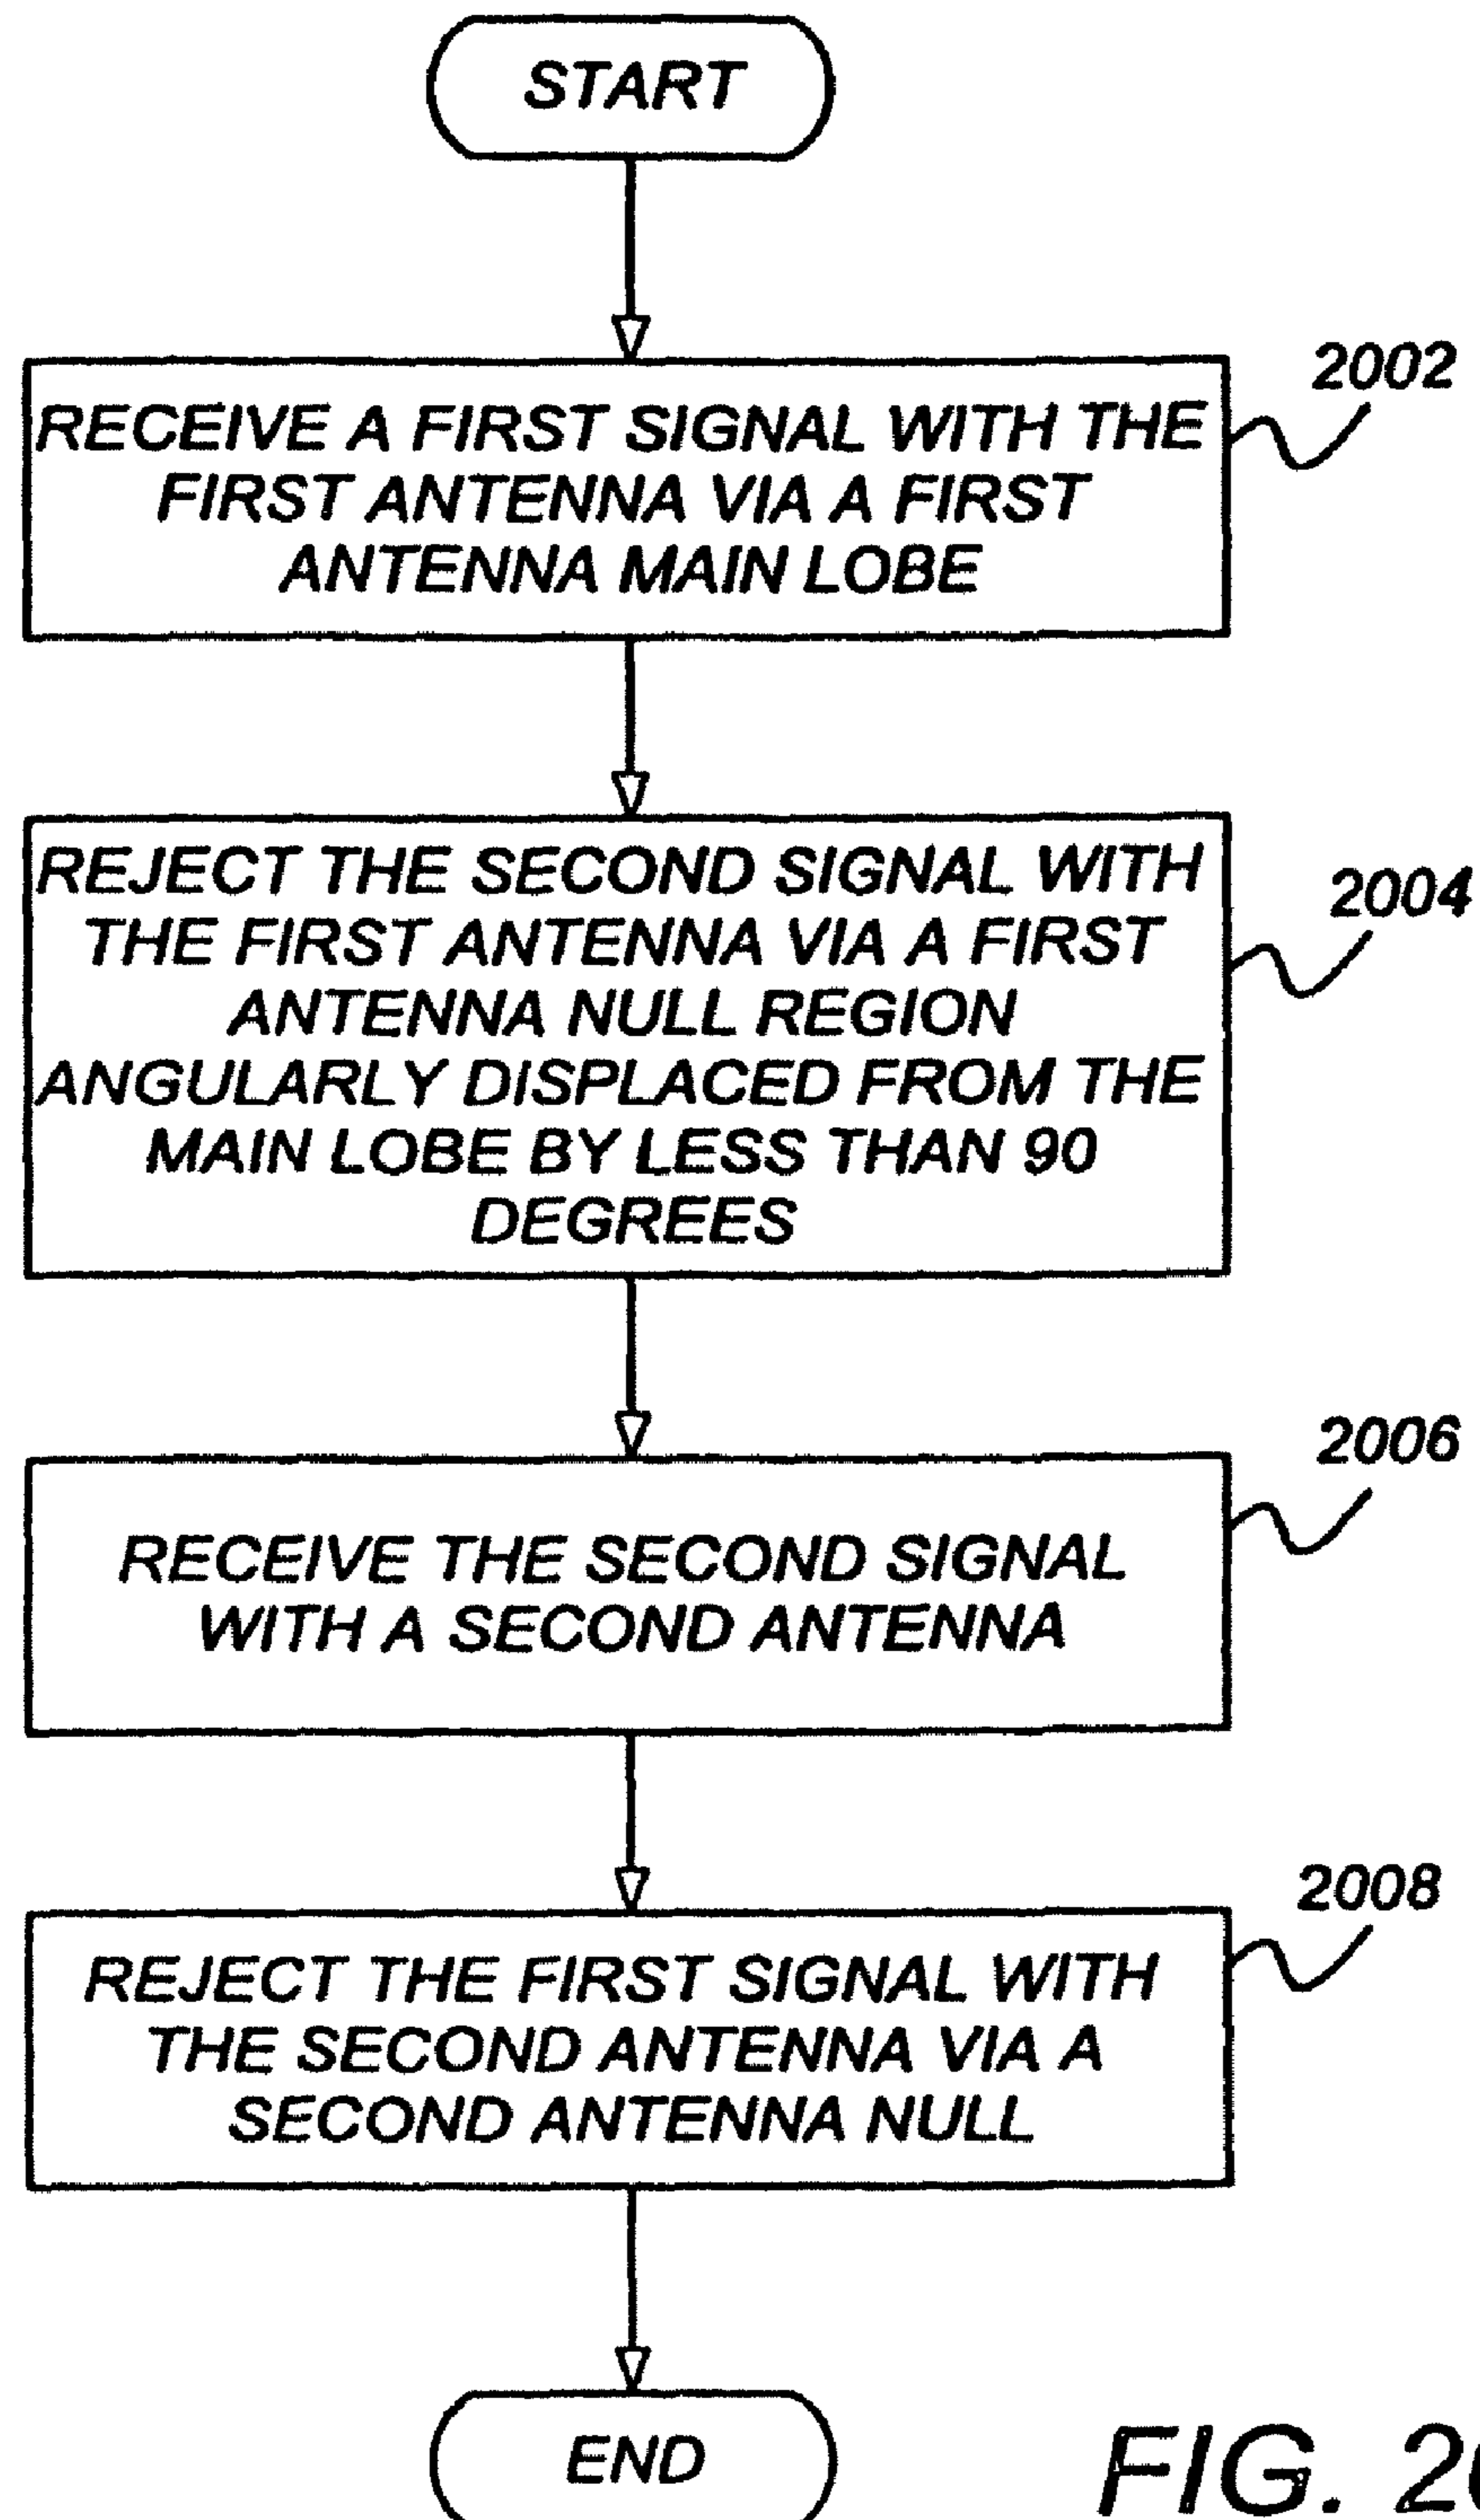 START
2002
RECEIVE A FIRST SIGNAL WITH THE
FIRST ANTENNA VIA A FIRST
ANTENNA MAIN LOBE
2004
REJECT THE SECOND SIGNAL WITH
THE FIRST ANTENNA VIA A FIRST
ANTENNA NULL REGION
ANGULARLY DISPLACED FROM THE
MAIN LOBE BY LESS THAN 90
DEGREES
2006
RECEIVE THE SECOND SIGNAL
WITH A SECOND ANTENNA
2008
REJECT THE FIRST SIGNAL WITH
THE SECOND ANTENNA VIA A
SECOND ANTENNA NULL
END
FIG.